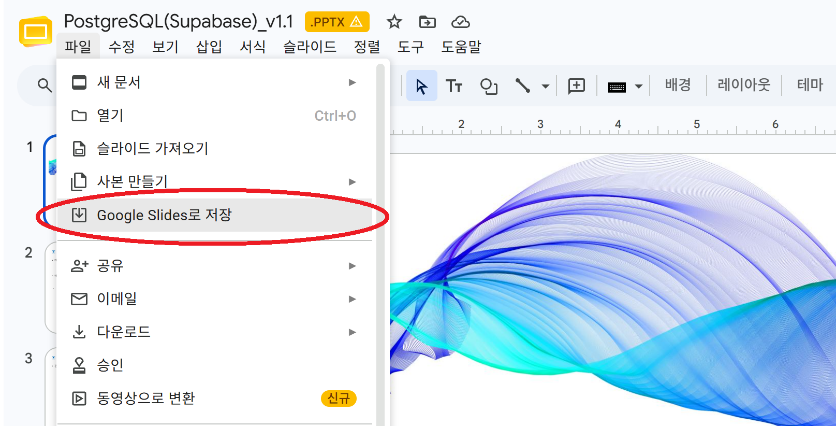 PostgreSQL(Supabase)_v1.1 .PPTX
파일 수정 보기 삽입 서식 슬라이드 정렬 도구 도움말
배경 레이아웃 테마
새 문서
열기 Ctrl+O
슬라이드 가져오기
사본 만들기
Google Slides로 저장
공유
이메일
다운로드
승인
동영상으로 변환 신규
2 3 4 5 6
1
2
3